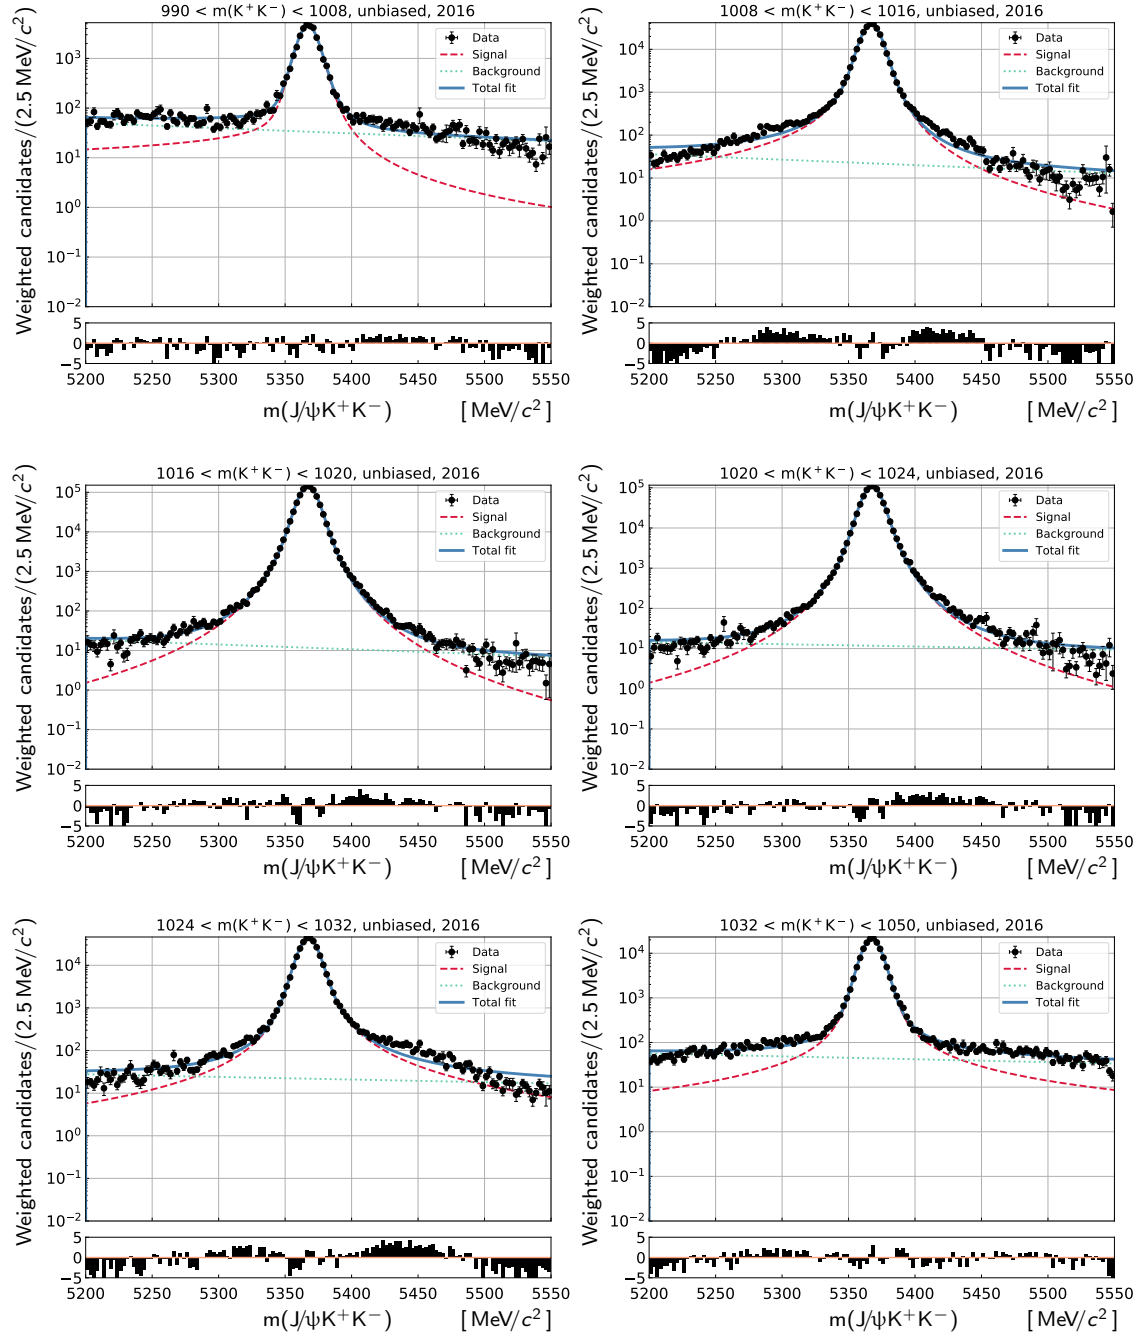 990 < m(K⁺K⁻) < 1008, unbiased, 2016
Weighted candidates/(2.5 MeV/c²)
10³
10²
10¹
10⁰
10⁻¹
10⁻²
Data
Signal
Background
Total fit
5
0
−5
5200 5250 5300 5350 5400 5450 5500 5550
m(J/ψK⁺K⁻) [MeV/c²]
1008 < m(K⁺K⁻) < 1016, unbiased, 2016
Weighted candidates/(2.5 MeV/c²)
10⁴
10³
10²
10¹
10⁰
10⁻¹
10⁻²
Data
Signal
Background
Total fit
5
0
−5
5200 5250 5300 5350 5400 5450 5500 5550
m(J/ψK⁺K⁻) [MeV/c²]
1016 < m(K⁺K⁻) < 1020, unbiased, 2016
Weighted candidates/(2.5 MeV/c²)
10⁵
10⁴
10³
10²
10¹
10⁰
10⁻¹
10⁻²
Data
Signal
Background
Total fit
5
0
−5
5200 5250 5300 5350 5400 5450 5500 5550
m(J/ψK⁺K⁻) [MeV/c²]
1020 < m(K⁺K⁻) < 1024, unbiased, 2016
Weighted candidates/(2.5 MeV/c²)
10⁵
10⁴
10³
10²
10¹
10⁰
10⁻¹
10⁻²
Data
Signal
Background
Total fit
5
0
−5
5200 5250 5300 5350 5400 5450 5500 5550
m(J/ψK⁺K⁻) [MeV/c²]
1024 < m(K⁺K⁻) < 1032, unbiased, 2016
Weighted candidates/(2.5 MeV/c²)
10⁴
10³
10²
10¹
10⁰
10⁻¹
10⁻²
Data
Signal
Background
Total fit
5
0
−5
5200 5250 5300 5350 5400 5450 5500 5550
m(J/ψK⁺K⁻) [MeV/c²]
1032 < m(K⁺K⁻) < 1050, unbiased, 2016
Weighted candidates/(2.5 MeV/c²)
10⁴
10³
10²
10¹
10⁰
10⁻¹
10⁻²
Data
Signal
Background
Total fit
5
0
−5
5200 5250 5300 5350 5400 5450 5500 5550
m(J/ψK⁺K⁻) [MeV/c²]